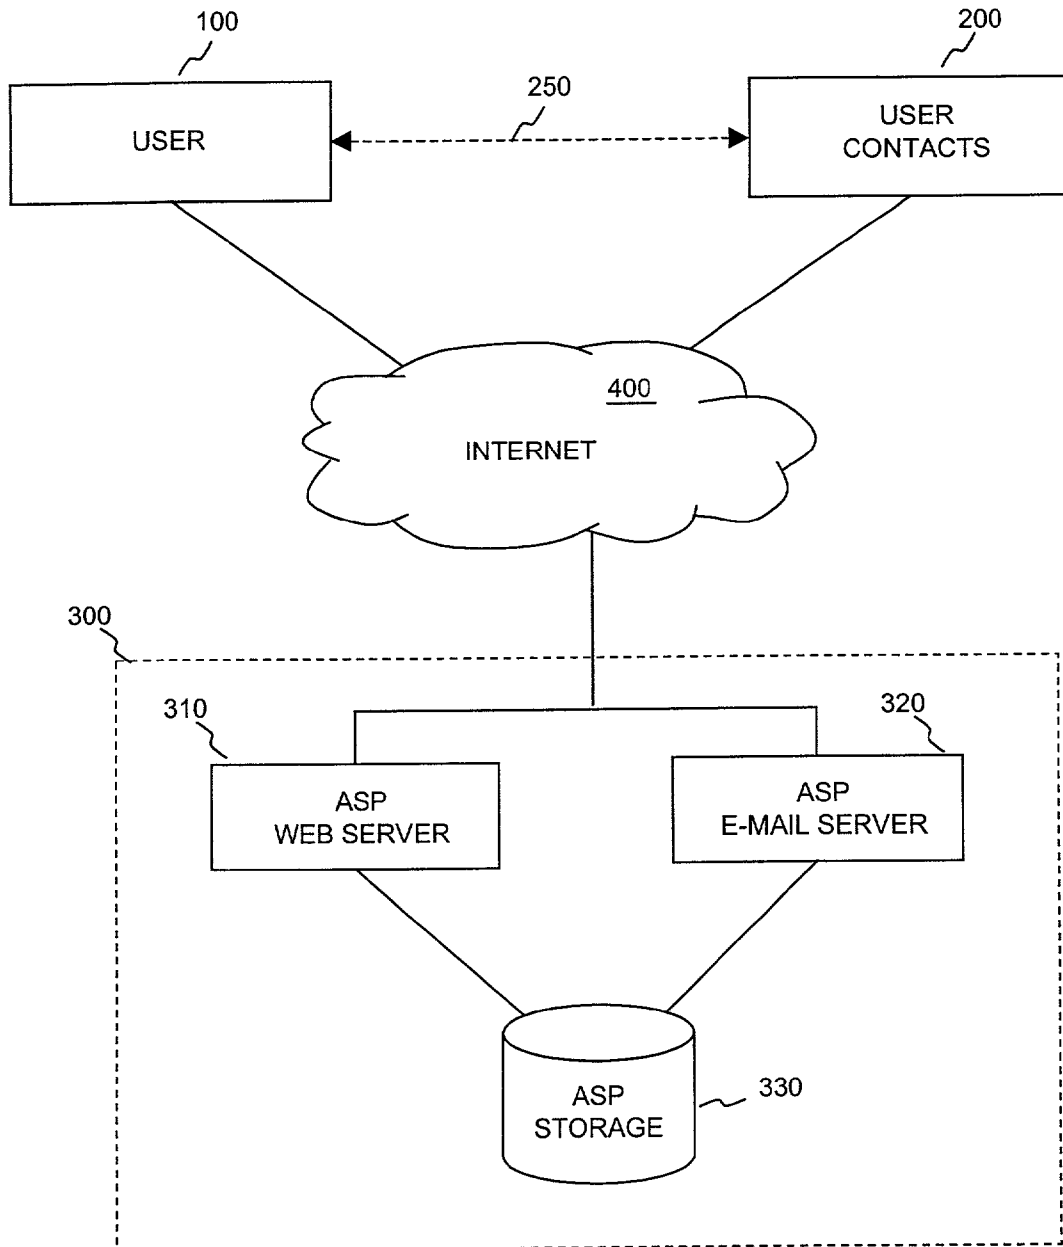 100
200
250
USER
USER
CONTACTS
400
INTERNET
300
310
320
ASP
WEB SERVER
ASP
E-MAIL SERVER
ASP
STORAGE
330